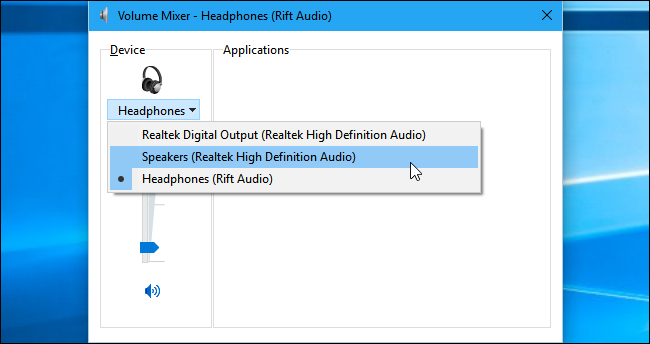 Volume Mixer - Headphones (Rift Audio)
Device
Applications
Headphones
Realtek Digital Output (Realtek High Definition Audio)
Speakers (Realtek High Definition Audio)
Headphones (Rift Audio)